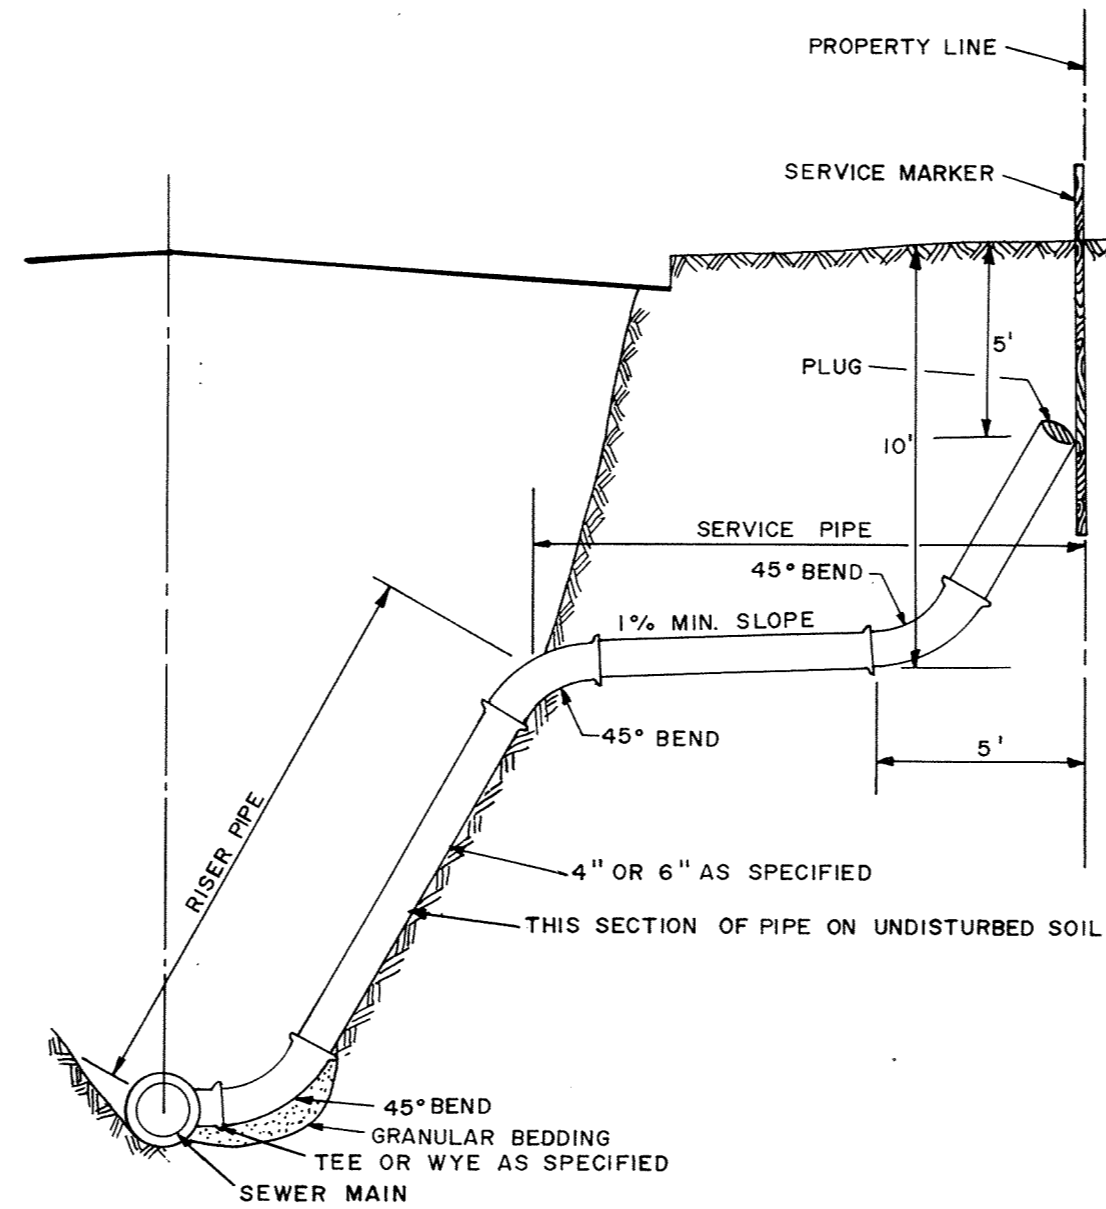 PROPERTY LINE
SERVICE MARKER
5'
PLUG
10'
SERVICE PIPE
45° BEND
1% MIN. SLOPE
45° BEND
5'
RISER PIPE
4" OR 6" AS SPECIFIED
THIS SECTION OF PIPE ON UNDISTURBED SOIL
45° BEND
GRANULAR BEDDING
TEE OR WYE AS SPECIFIED
SEWER MAIN